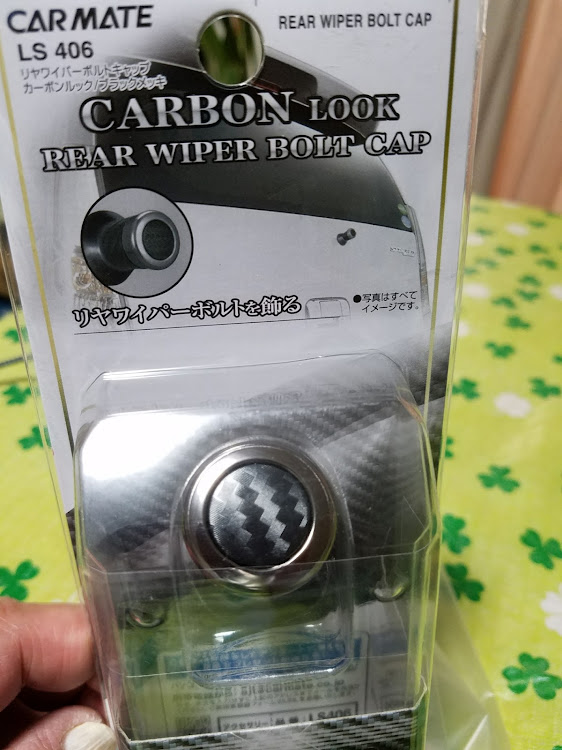 CARMATE
REAR WIPER BOLT CAP
LS 406
リヤワイパーボルトキャップ
カーボンルック/ブラックメッキ
CARBON LOOK
REAR WIPER BOLT CAP
リヤワイパーボルトを飾る
●写真はすべて
イメージです。
LS406